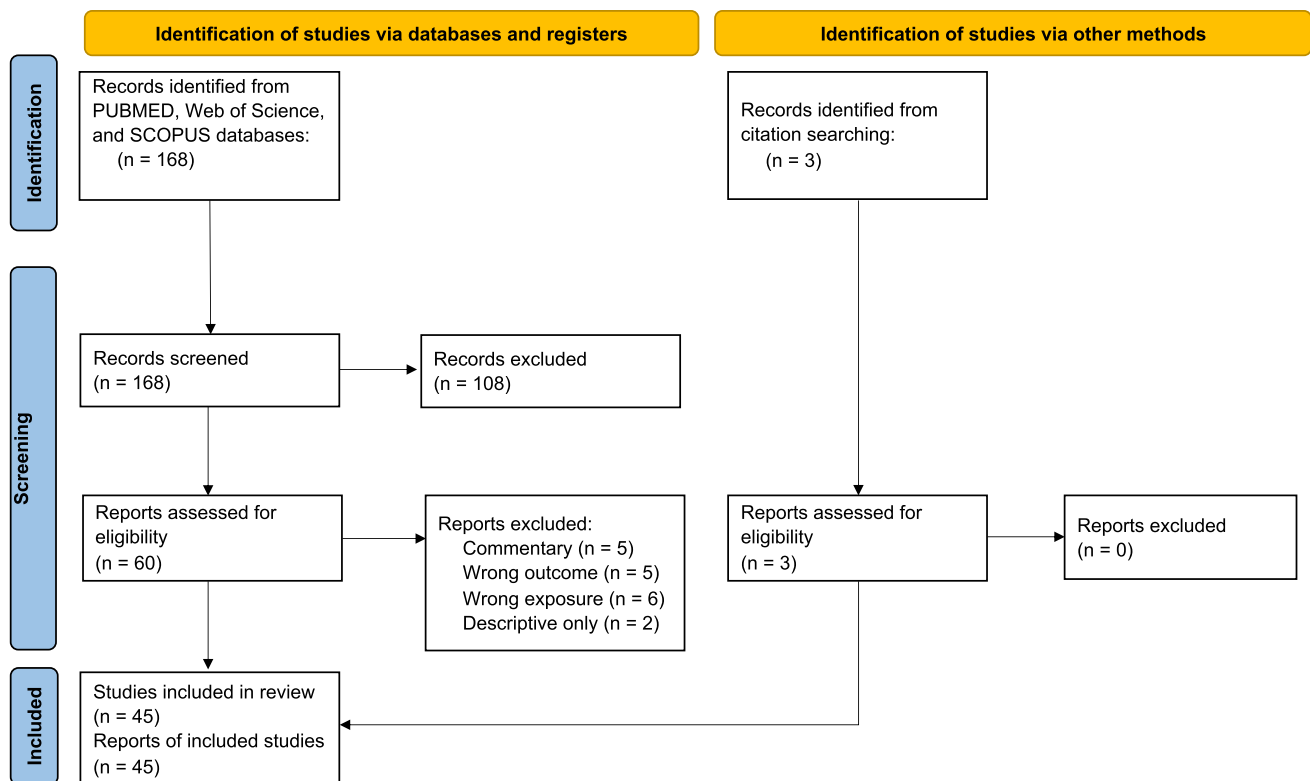 Identification of studies via databases and registers
Identification of studies via other methods
Identification
Records identified from
PUBMED, Web of Science,
and SCOPUS databases:
(n = 168)
Records identified from
citation searching:
(n = 3)
Screening
Records screened
(n = 168)
Records excluded
(n = 108)
Reports assessed for
eligibility
(n = 60)
Reports excluded:
Commentary (n = 5)
Wrong outcome (n = 5)
Wrong exposure (n = 6)
Descriptive only (n = 2)
Reports assessed for
eligibility
(n = 3)
Reports excluded
(n = 0)
Included
Studies included in review
(n = 45)
Reports of included studies
(n = 45)